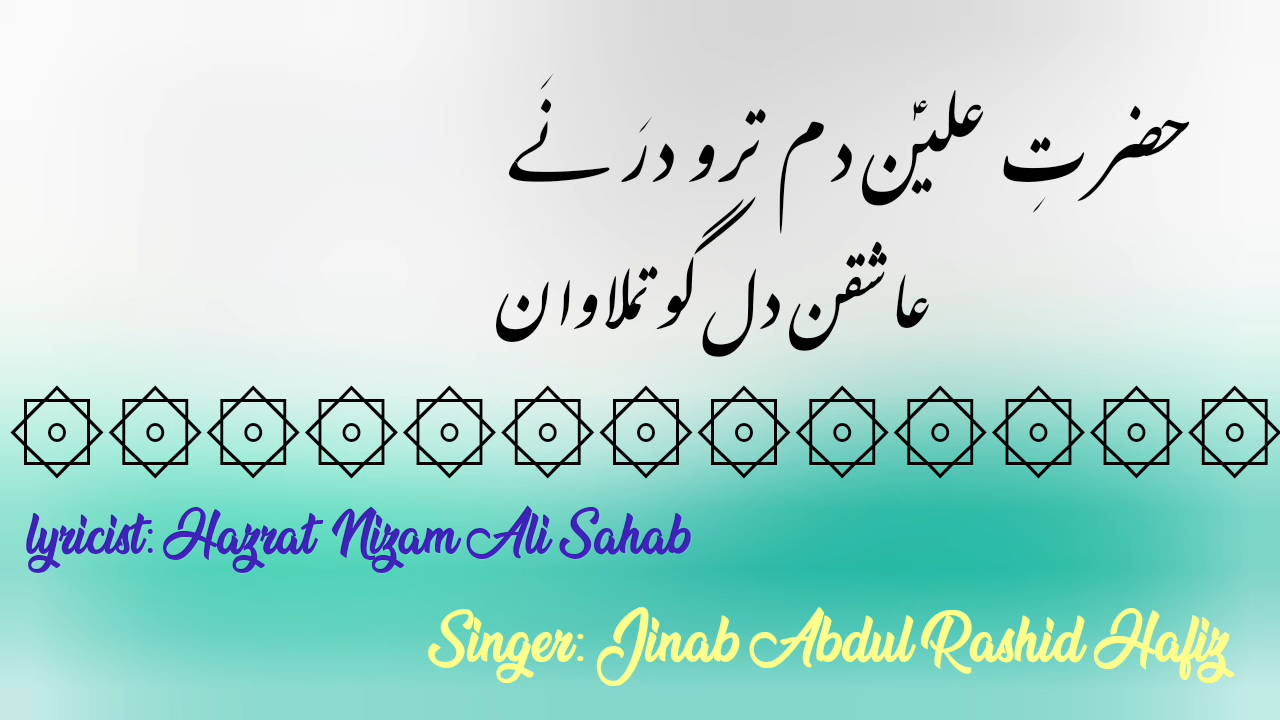 حضرتِ علیؑن دم ترو درَ نَے
عاشقن دل گو تملاوان
lyricist: Hazrat Nizam Ali Sahab
Singer: Jinab Abdul Rashid Hafiz